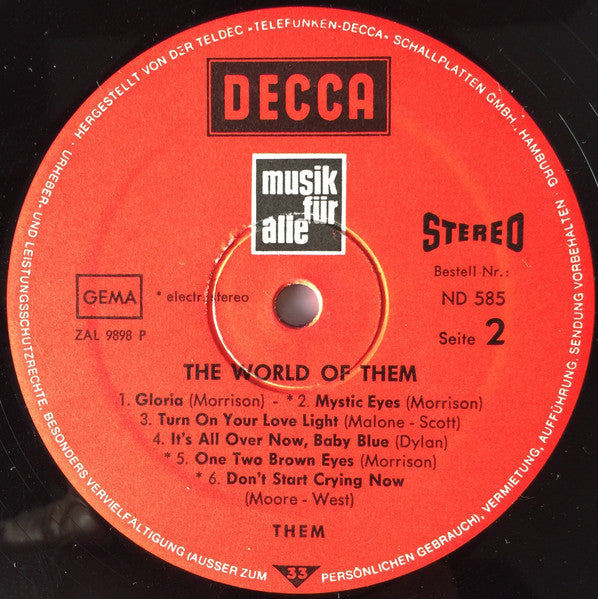 URHEBER- UND LEISTUNGSSCHUTZRECHTE. BESONDERS VERVIELFÄLTIGUNG (AUSSER ZUM PERSÖNLICHEN GEBRAUCH), VERMIETUNG, AUFFÜHRUNG, SENDUNG VORBEHALTEN · HERGESTELLT VON DER TELDEC »TELEFUNKEN-DECCA« SCHALLPLATTEN GMBH., HAMBURG ·
DECCA
musik
für
alle
STEREO
Bestell Nr.:
GEMA
* electr. stereo
ND 585
ZAL 9898 P
Seite 2
THE WORLD OF THEM
1. Gloria (Morrison) - * 2. Mystic Eyes (Morrison)
3. Turn On Your Love Light (Malone - Scott)
4. It's All Over Now, Baby Blue (Dylan)
* 5. One Two Brown Eyes (Morrison)
* 6. Don't Start Crying Now
(Moore - West)
THEM
33